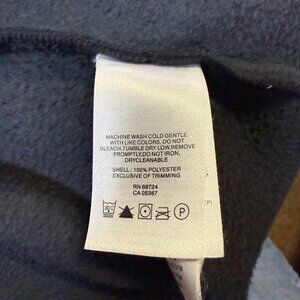 MACHINE WASH COLD GENTLE.
WITH LIKE COLORS. DO NOT
BLEACH,TUMBLE DRY LOW,REMOVE
PROMPTLY,DO NOT IRON,
DRYCLEANABLE
SHELL: 100% POLYESTER
EXCLUSIVE OF TRIMMING
RN 69724
CA 05367
P
(P)